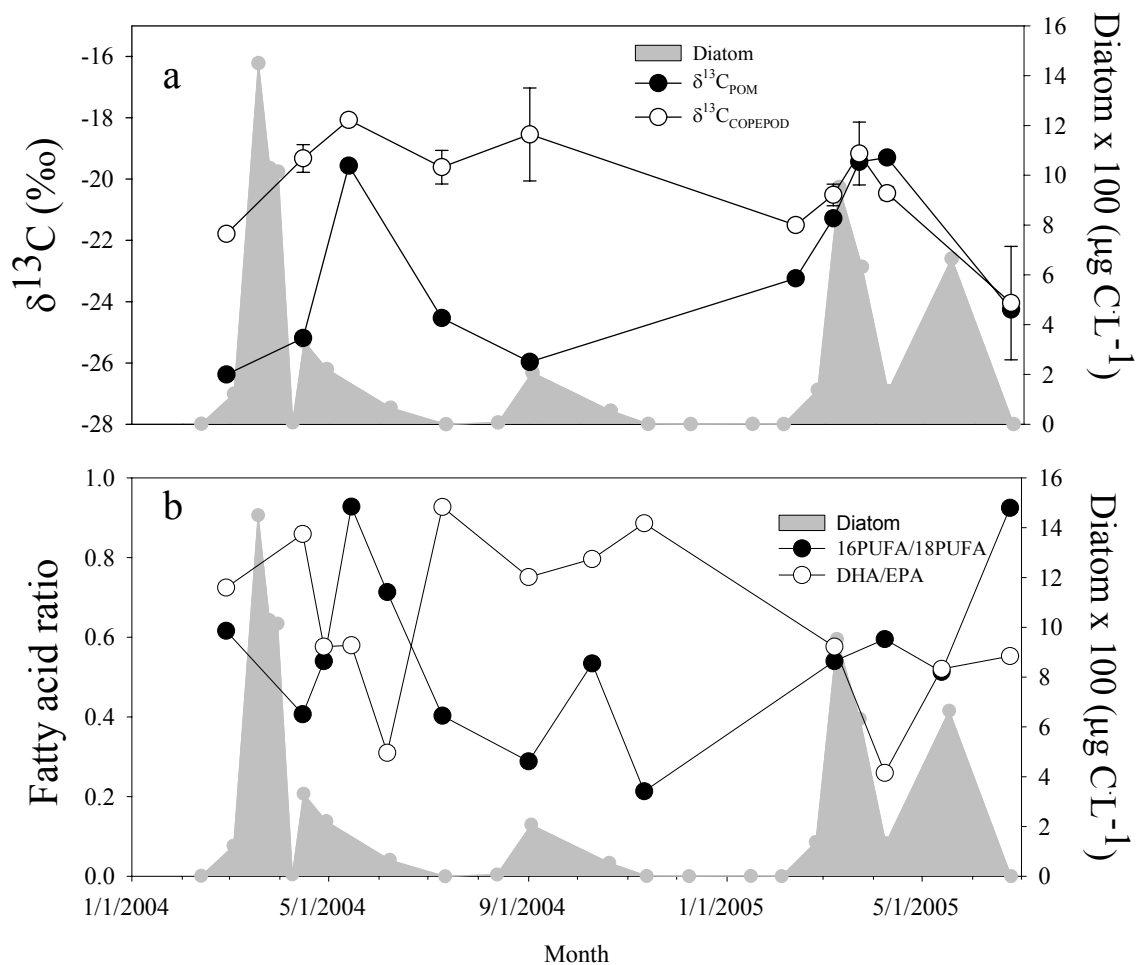 a
Diatom
δ¹³C_POM
δ¹³C_COPEPOD
-16
-18
-20
-22
-24
-26
-28
δ¹³C (‰)
16
14
12
10
8
6
4
2
0
Diatom x 100 (µg C·L⁻¹)
b
Diatom
16PUFA/18PUFA
DHA/EPA
1.0
0.8
0.6
0.4
0.2
0.0
Fatty acid ratio
16
14
12
10
8
6
4
2
0
Diatom x 100 (µg C·L⁻¹)
1/1/2004 5/1/2004 9/1/2004 1/1/2005 5/1/2005
Month